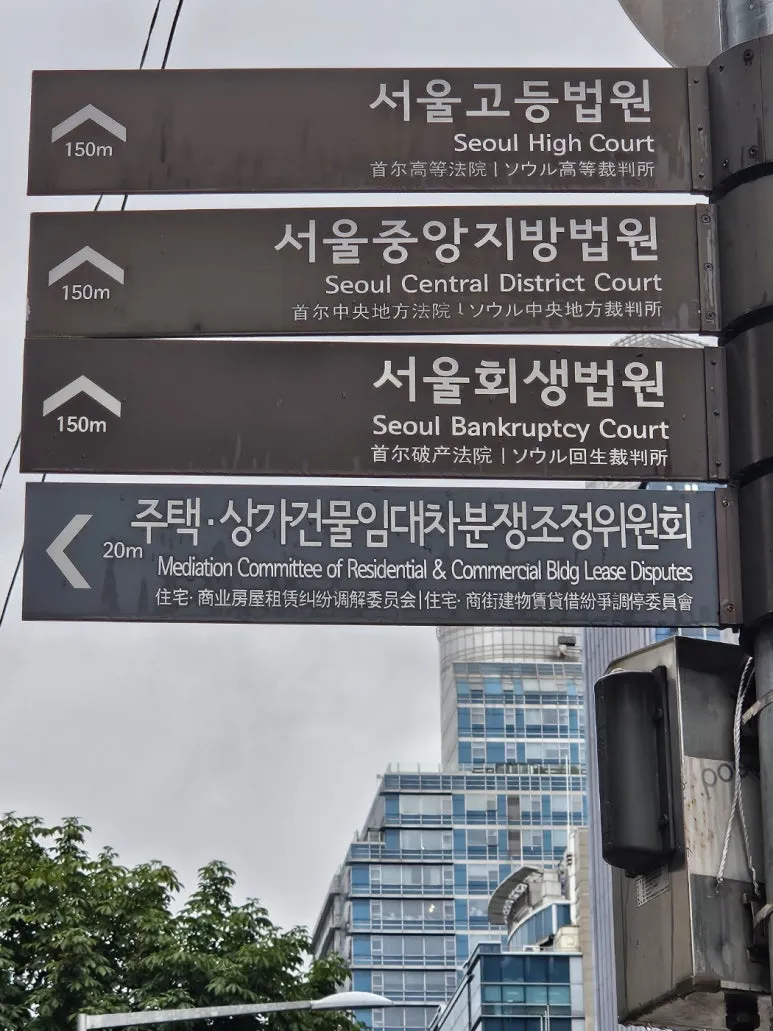 서울고등법원
150m
Seoul High Court
首尔高等法院 | ソウル高等裁判所
서울중앙지방법원
150m
Seoul Central District Court
首尔中央地方法院 | ソウル中央地方裁判所
서울회생법원
150m
Seoul Bankruptcy Court
首尔破产法院 | ソウル回生裁判所
주택·상가건물임대차분쟁조정위원회
20m
Mediation Committee of Residential & Commercial Bldg Lease Disputes
住宅·商业房屋租赁纠纷调解委员会|住宅·商街建物賃貸借紛爭調停委員會